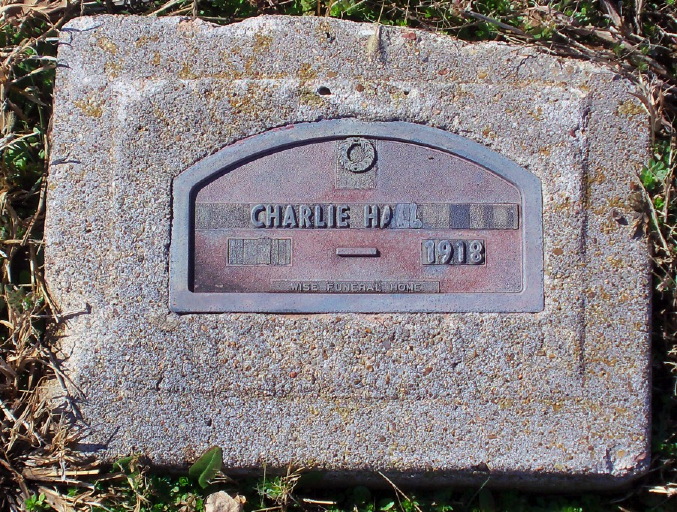 CHARLIE HALL
— 1918
WISE FUNERAL HOME